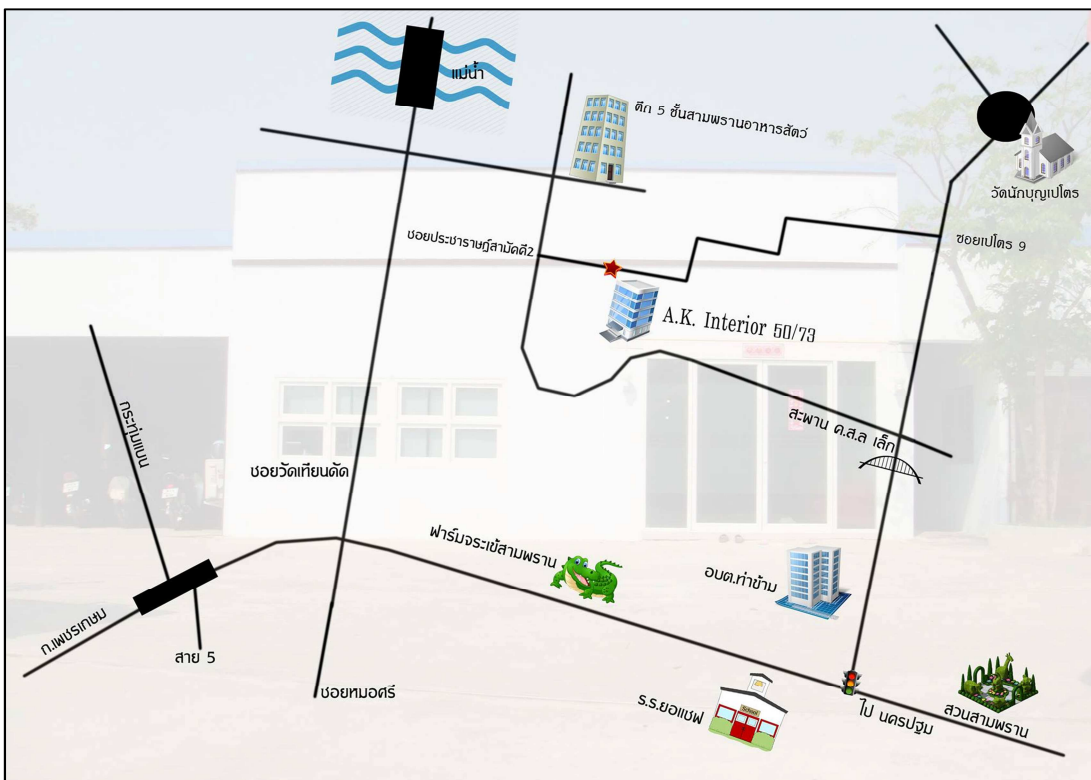 แม่น้ำ
ตึก 5 ชั้นสามพรานอาหารสัตว์
วัดนักบุญเปโตร
ซอยประชาราษฎ์สามัคคี2
ซอยเปโตร 9
A.K. Interior 50/73
กระทุ่มแบน
สะพาน ค.ส.ล เล็ก
ซอยวัดเทียนดัด
ฟาร์มจระเข้สามพราน
อบต.ท่าข้าม
ถ.เพชรเกษม
สาย 5
ซอยหมอศรี
ร.ร.ยอแซฟ
School
ไป นครปฐม
สวนสามพราน